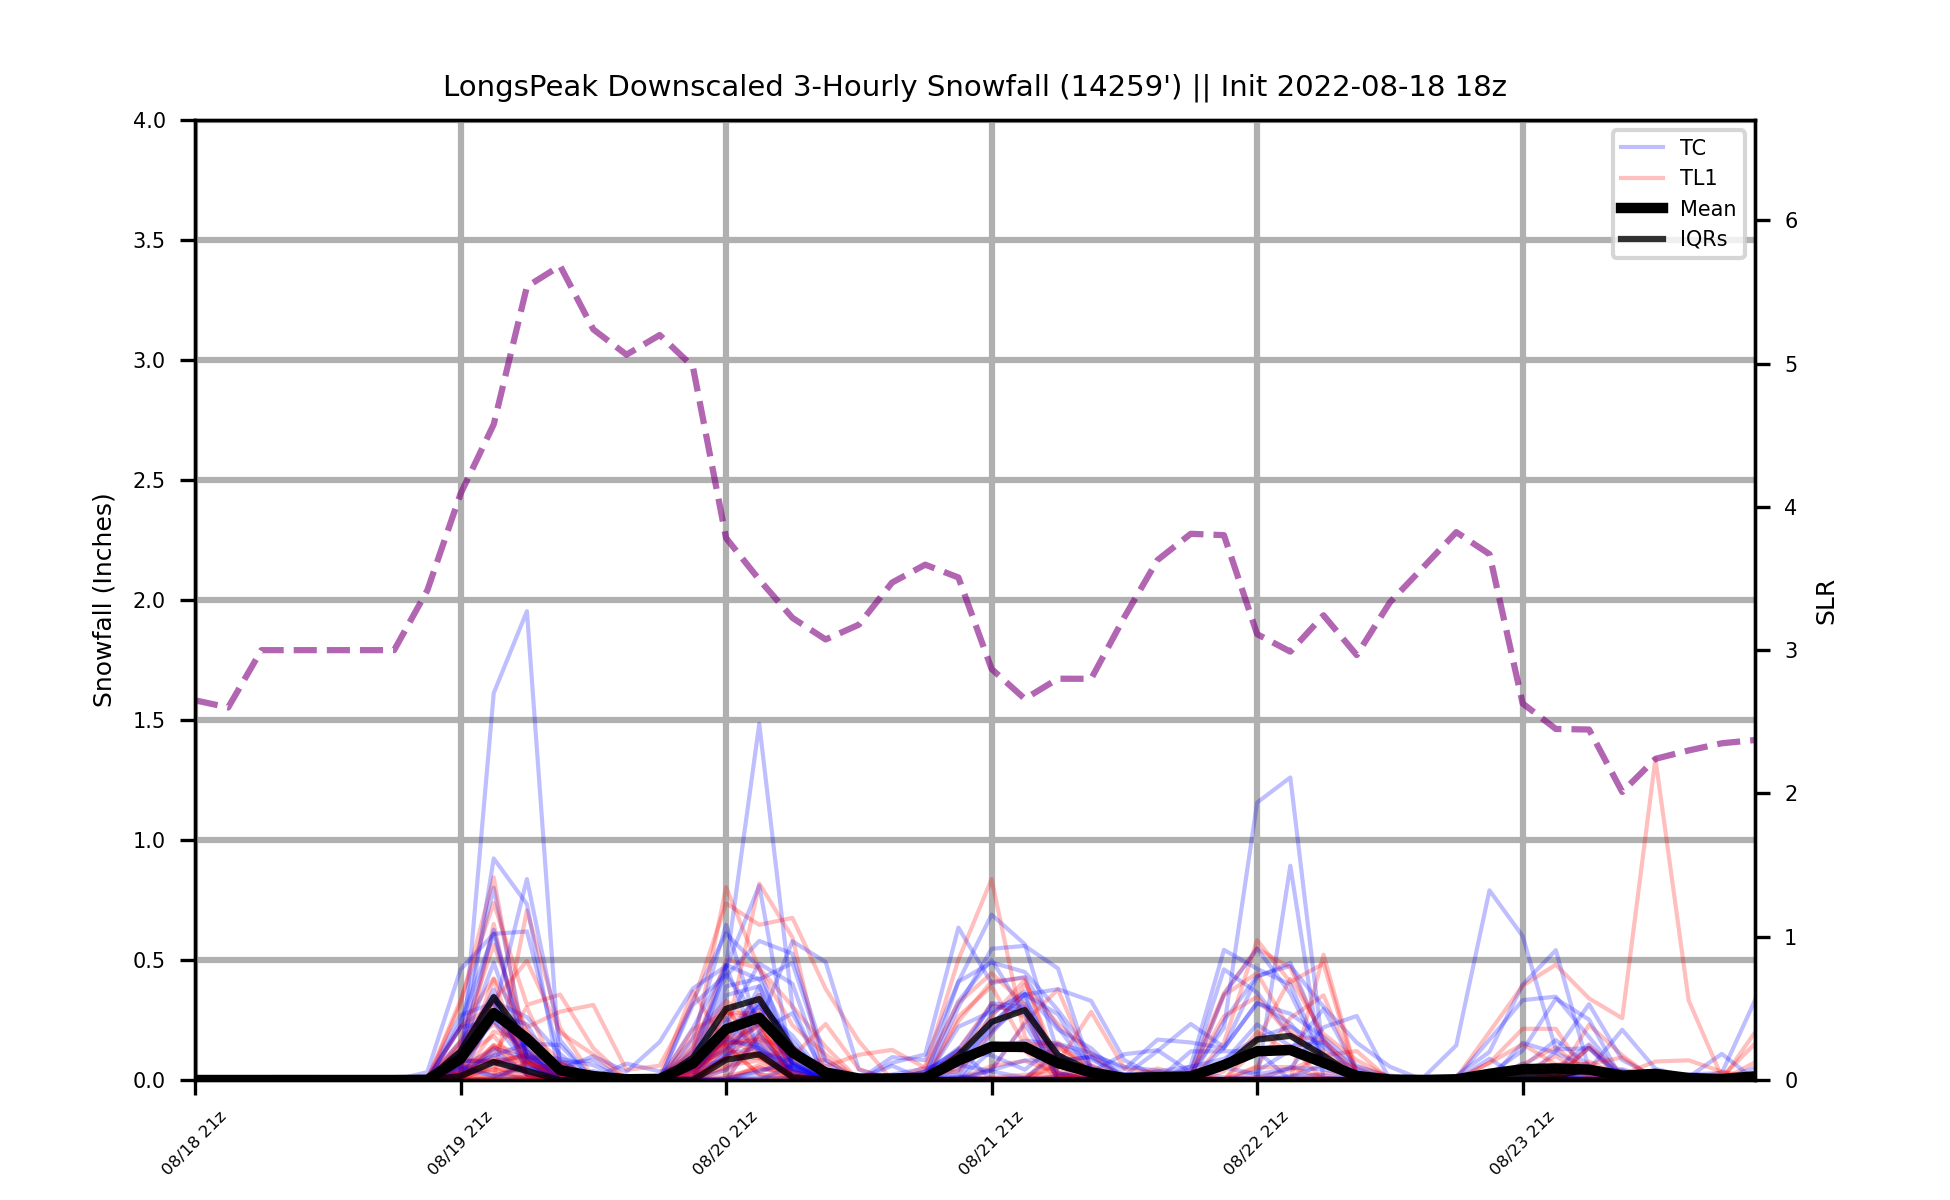 LongsPeak Downscaled 3-Hourly Snowfall (14259') || Init 2022-08-18 18z
4.0
3.5
3.0
2.5
2.0
1.5
1.0
0.5
0.0
Snowfall (Inches)
TC
TL1
Mean
IQRs
6
5
4
3
2
1
0
SLR
08/18 21z
08/19 21z
08/20 21z
08/21 21z
08/22 21z
08/23 21z